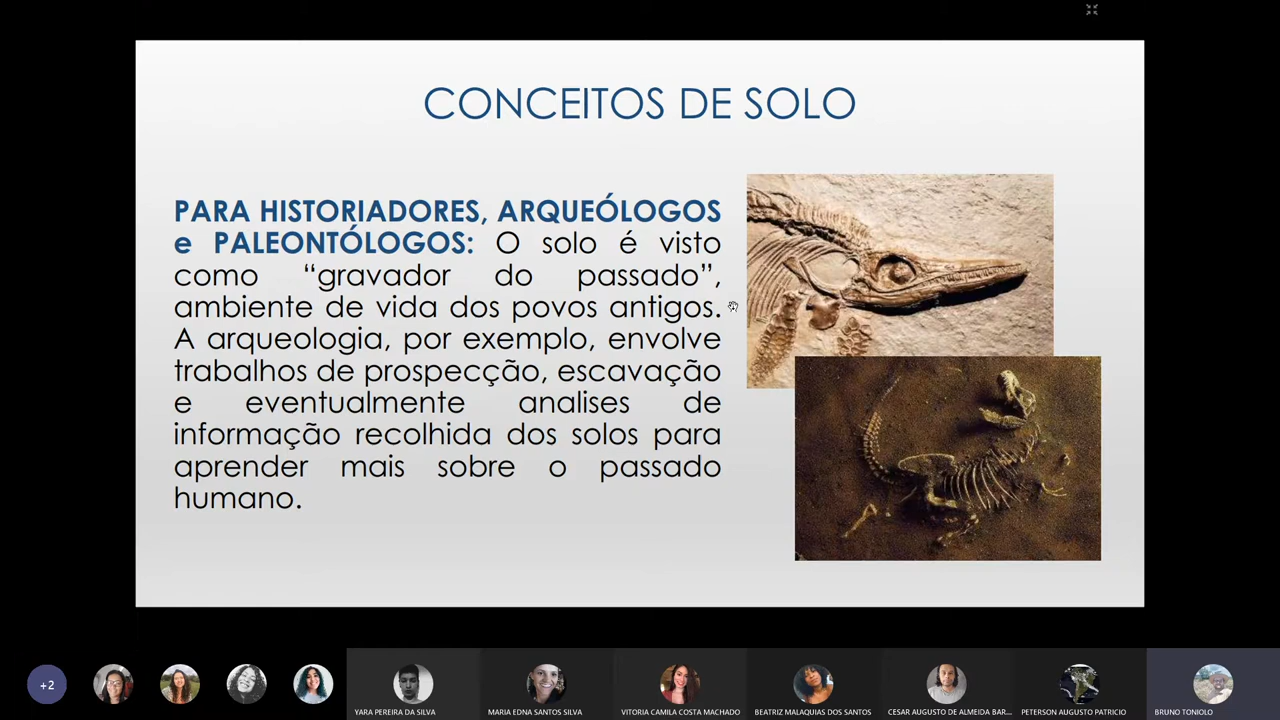 CONCEITOS DE SOLO
PARA HISTORIADORES, ARQUEÓLOGOS
e PALEONTÓLOGOS: O solo é visto
como “gravador do passado”,
ambiente de vida dos povos antigos.
A arqueologia, por exemplo, envolve
trabalhos de prospecção, escavação
e eventualmente analises de
informação recolhida dos solos para
aprender mais sobre o passado
humano.
+2
YARA PEREIRA DA SILVA
MARIA EDNA SANTOS SILVA
VITORIA CAMILA COSTA MACHADO
BEATRIZ MALAQUIAS DOS SANTOS
CESAR AUGUSTO DE ALMEIDA BAR...
PETERSON AUGUSTO PATRICIO
BRUNO TONIOLO